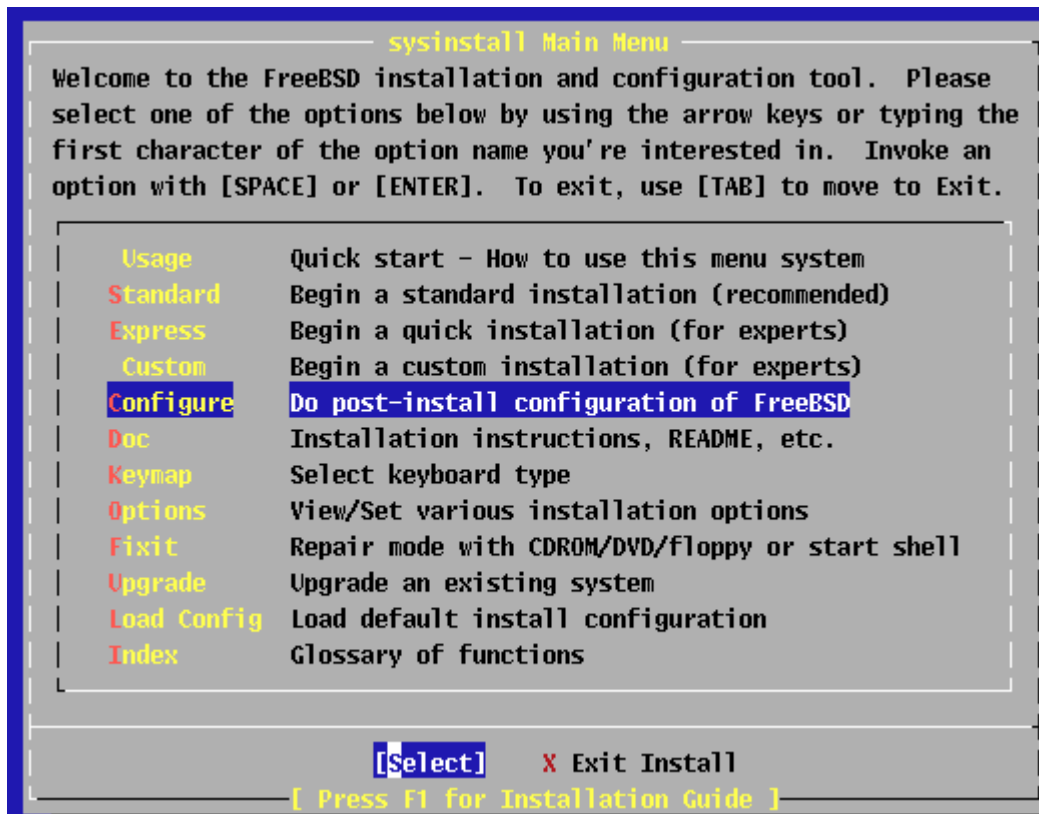 sysinstall Main Menu
Welcome to the FreeBSD installation and configuration tool.  Please
select one of the options below by using the arrow keys or typing the
first character of the option name you're interested in.  Invoke an
option with [SPACE] or [ENTER].  To exit, use [TAB] to move to Exit.
Usage Quick start - How to use this menu system
Standard Begin a standard installation (recommended)
Express Begin a quick installation (for experts)
Custom Begin a custom installation (for experts)
Configure Do post-install configuration of FreeBSD
Doc Installation instructions, README, etc.
Keymap Select keyboard type
Options View/Set various installation options
Fixit Repair mode with CDROM/DVD/floppy or start shell
Upgrade Upgrade an existing system
Load Config Load default install configuration
Index Glossary of functions
[Select] X Exit Install
[ Press F1 for Installation Guide ]